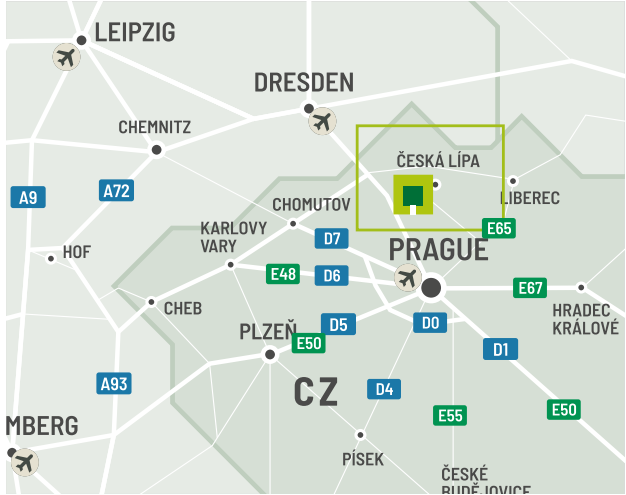 LEIPZIG
DRESDEN
CHEMNITZ
ČESKÁ LÍPA
A9
A72
LIBEREC
CHOMUTOV
E65
KARLOVY
VARY
D7
PRAGUE
HOF
E48
D6
E67
CHEB
HRADEC
KRÁLOVÉ
PLZEŇ
D5
D0
E50
D1
A93
CZ
D4
E55
E50
MBERG
PÍSEK
ČESKÉ
BUDĚJOVICE